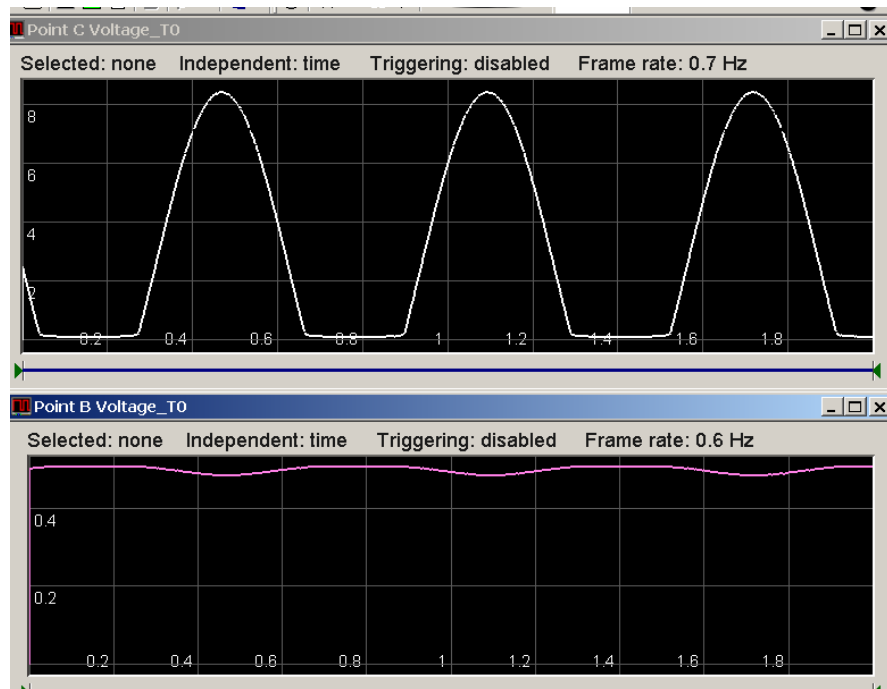 Point C Voltage_T0
Selected: none Independent: time Triggering: disabled Frame rate: 0.7 Hz
8
6
4
2
0.2 0.4 0.6 0.8 1 1.2 1.4 1.6 1.8
Point B Voltage_T0
Selected: none Independent: time Triggering: disabled Frame rate: 0.6 Hz
0.4
0.2
0.2 0.4 0.6 0.8 1 1.2 1.4 1.6 1.8